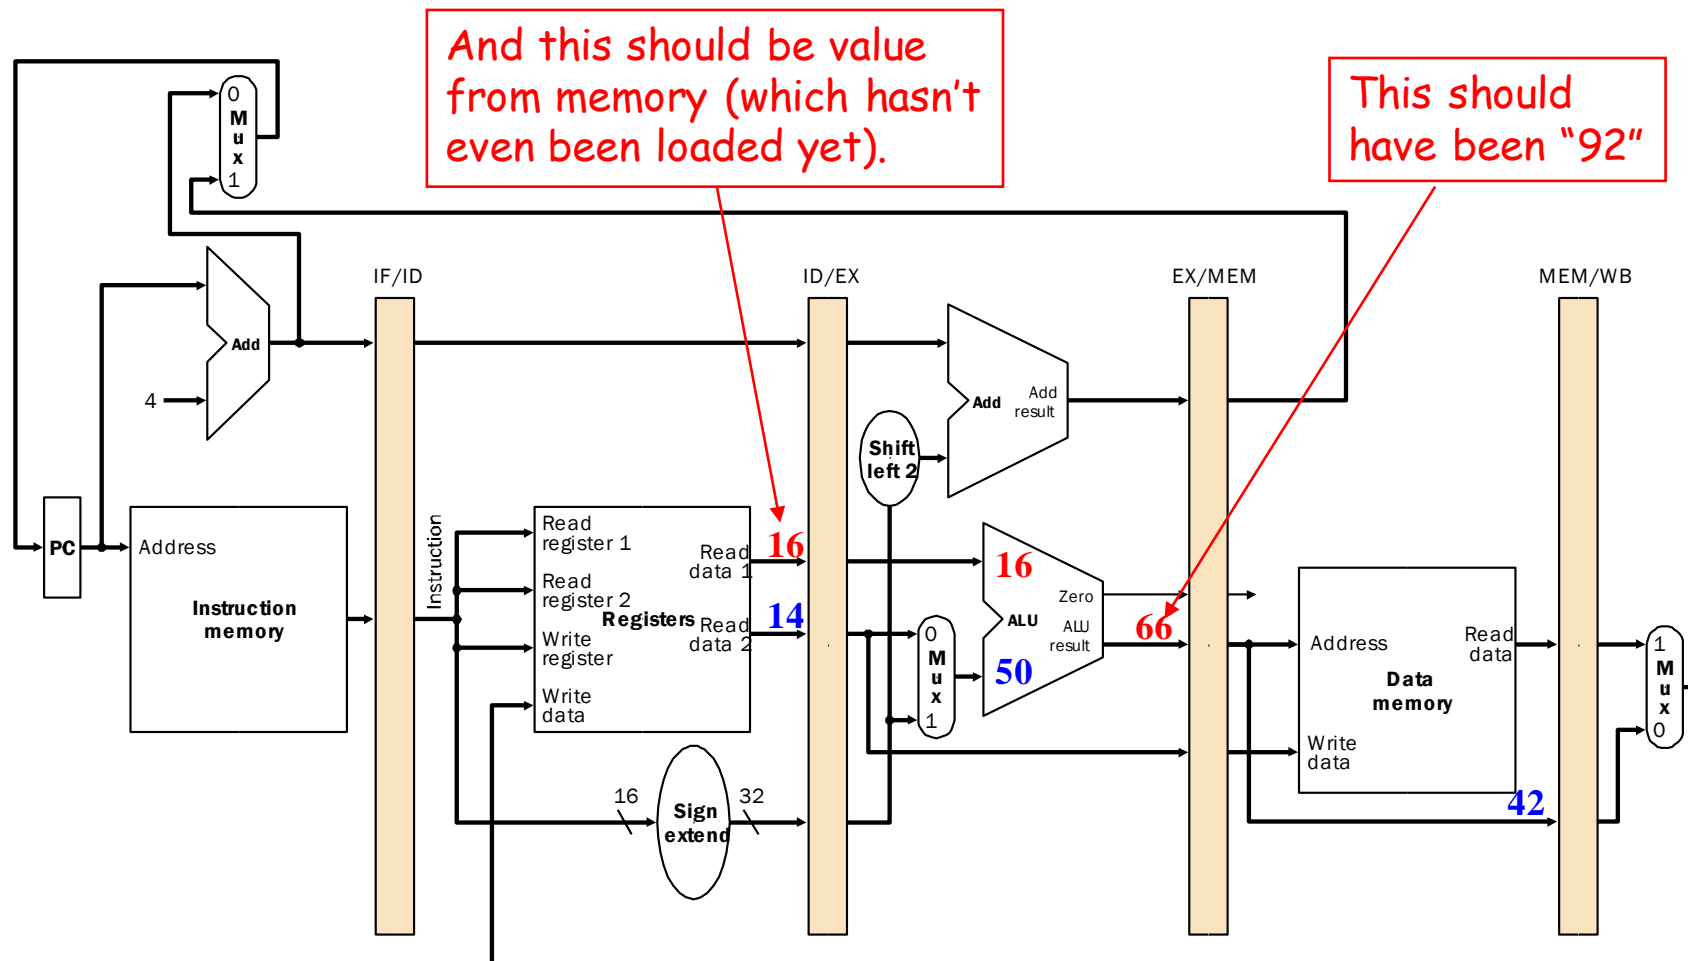 And this should be value
from memory (which hasn't
even been loaded yet).
This should
have been “92”
0
M
u
x
1
IF/ID
ID/EX
EX/MEM
MEM/WB
Add
4
Add
Add
result
Shift
left 2
PC
Address
Instruction
memory
Instruction
Read
register 1
Read
register 2
Write
register
Write
data
Registers
Read
data 1
Read
data 2
16
14
0
M
u
x
1
16
50
ALU
Zero
ALU
result
66
Address
Read
data
Data
memory
Write
data
42
1
M
u
x
0
16
Sign
extend
32